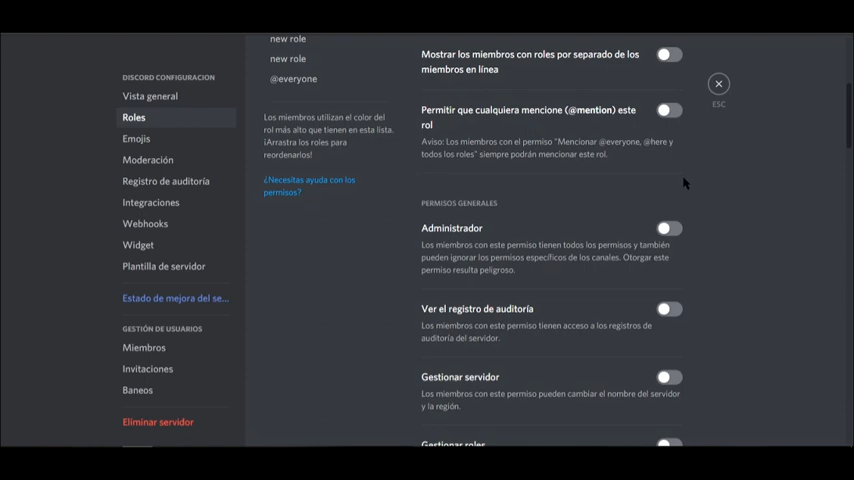 DISCORD CONFIGURACION
Vista general
Roles
Emojis
Moderación
Registro de auditoría
Integraciones
Webhooks
Widget
Plantilla de servidor
Estado de mejora del se...
GESTIÓN DE USUARIOS
Miembros
Invitaciones
Baneos
Eliminar servidor
new role
new role
@everyone
Los miembros utilizan el color del
rol más alto que tienen en esta lista.
¡Arrastra los roles para
reordenarlos!
¿Necesitas ayuda con los
permisos?
Mostrar los miembros con roles por separado de los
miembros en línea
Permitir que cualquiera mencione (@mention) este
rol
Aviso: Los miembros con el permiso "Mencionar @everyone, @here y
todos los roles" siempre podrán mencionar este rol.
PERMISOS GENERALES
Administrador
Los miembros con este permiso tienen todos los permisos y también
pueden ignorar los permisos específicos de los canales. Otorgar este
permiso resulta peligroso.
Ver el registro de auditoría
Los miembros con este permiso tienen acceso a los registros de
auditoría del servidor.
Gestionar servidor
Los miembros con este permiso pueden cambiar el nombre del servidor
y la región.
Gestionar roles
ESC